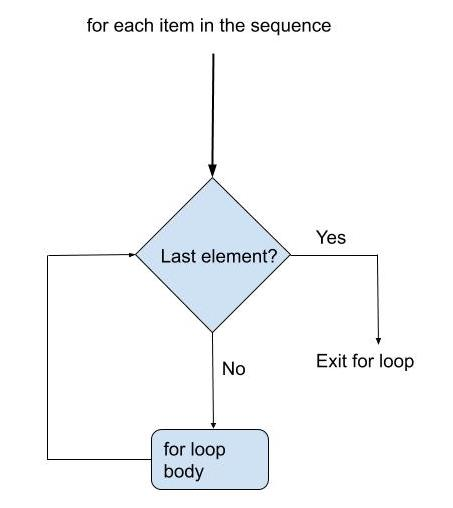 for each item in the sequence
Last element?
Yes
No
Exit for loop
for loop
body